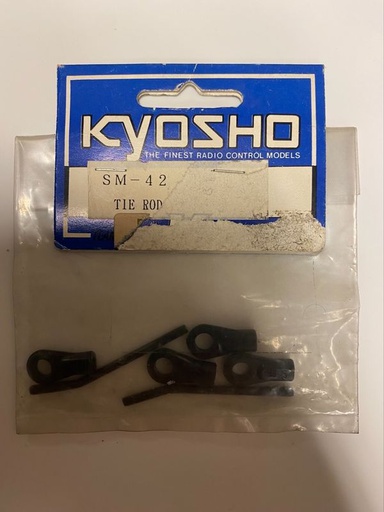 KYOSHO
THE FINEST RADIO CONTROL MODELS
SM-42
TIE ROD